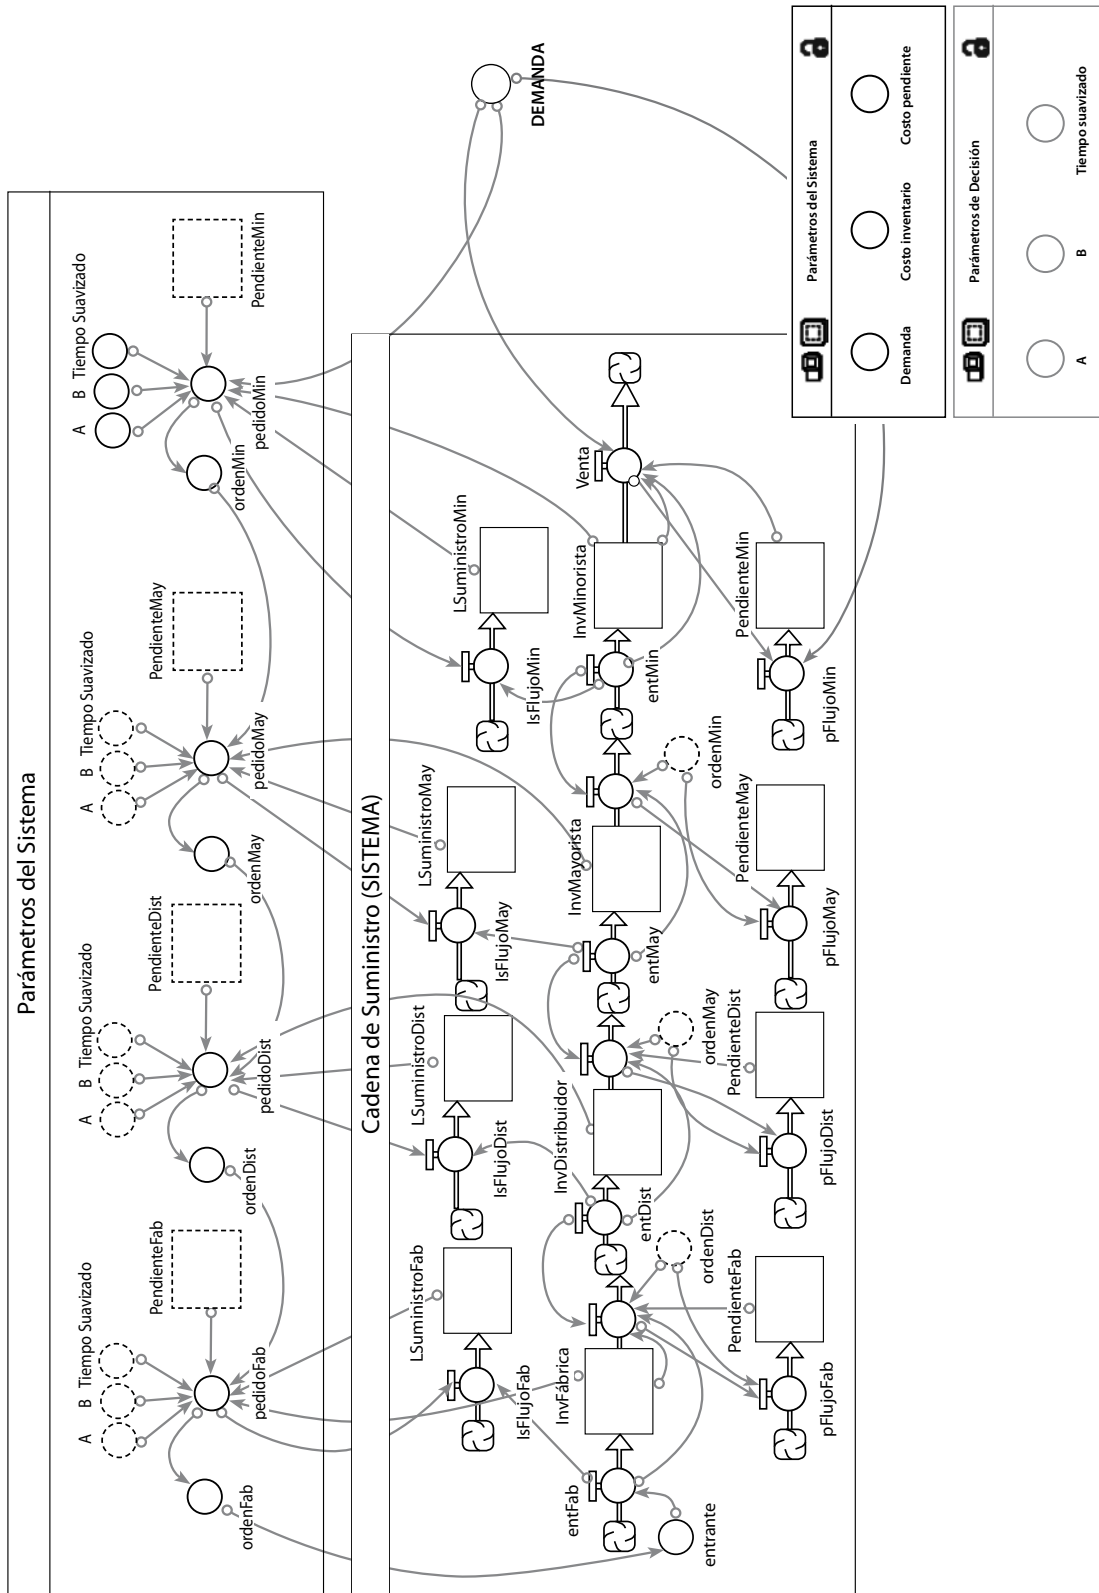 Parámetros del Sistema
A
B
Tiempo Suavizado
PendienteFab
pedidoFab
ordenFab
A
B
Tiempo Suavizado
PendienteDist
pedidoDist
ordenDist
A
B
Tiempo Suavizado
PendienteMay
pedidoMay
ordenMay
A
B
Tiempo Suavizado
PendienteMin
pedidoMin
ordenMin
DEMANDA
Cadena de Suministro (SISTEMA)
LSuministroFab
lsFlujoFab
LSuministroDist
lsFlujoDist
LSuministroMay
lsFlujoMay
LSuministroMin
lsFlujoMin
entFab
InvFábrica
entDist
InvDistribuidor
entMay
InvMayorista
entMin
InvMinorista
Venta
entrante
ordenDist
ordenMay
ordenMin
PendienteFab
pFlujoFab
PendienteDist
pFlujoDist
PendienteMay
pFlujoMay
PendienteMin
pFlujoMin
Parámetros del Sistema
Demanda
Costo inventario
Costo pendiente
Parámetros de Decisión
A
B
Tiempo suavizado